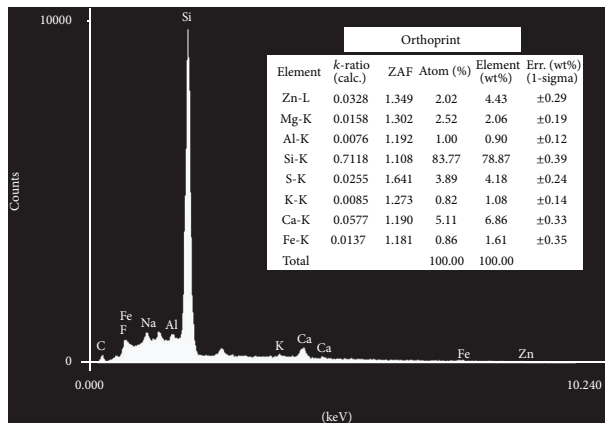 10000
Si
Orthoprint
Element k-ratio (calc.) ZAF Atom (%) Element (wt%) Err. (wt%) (1-sigma)
Zn-L 0.0328 1.349 2.02 4.43 ±0.29
Mg-K 0.0158 1.302 2.52 2.06 ±0.19
Al-K 0.0076 1.192 1.00 0.90 ±0.12
Si-K 0.7118 1.108 83.77 78.87 ±0.39
S-K 0.0255 1.641 3.89 4.18 ±0.24
K-K 0.0085 1.273 0.82 1.08 ±0.14
Ca-K 0.0577 1.190 5.11 6.86 ±0.33
Fe-K 0.0137 1.181 0.86 1.61 ±0.35
Total 100.00 100.00
Counts
C
Fe
F
Na
Al
K
Ca
Ca
Fe
Zn
0
0.000
10.240
(keV)